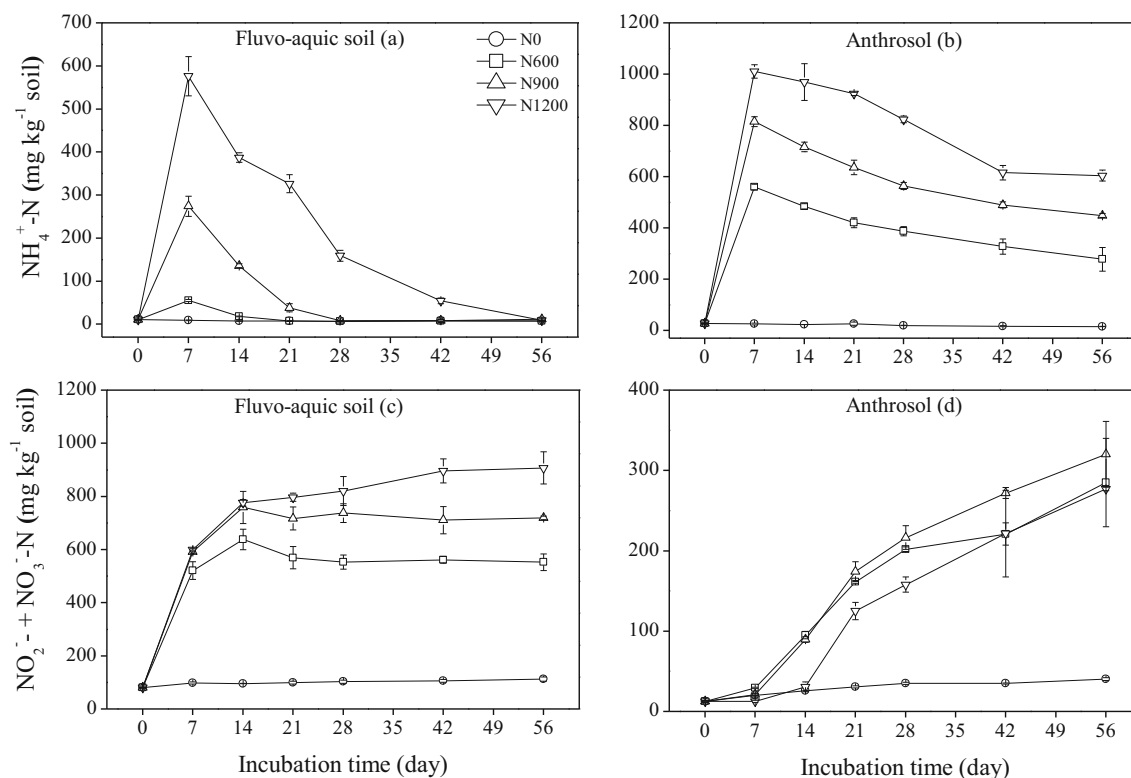 Fluvo-aquic soil (a)
N0
N600
N900
N1200
NH₄⁺-N (mg kg⁻¹ soil)
700
600
500
400
300
200
100
0
0 7 14 21 28 35 42 49 56
Anthrosol (b)
1200
1000
800
600
400
200
0
0 7 14 21 28 35 42 49 56
Fluvo-aquic soil (c)
NO₂⁻- + NO₃⁻-N (mg kg⁻¹ soil)
1200
1000
800
600
400
200
0
0 7 14 21 28 35 42 49 56
Incubation time (day)
Anthrosol (d)
400
300
200
100
0
0 7 14 21 28 35 42 49 56
Incubation time (day)